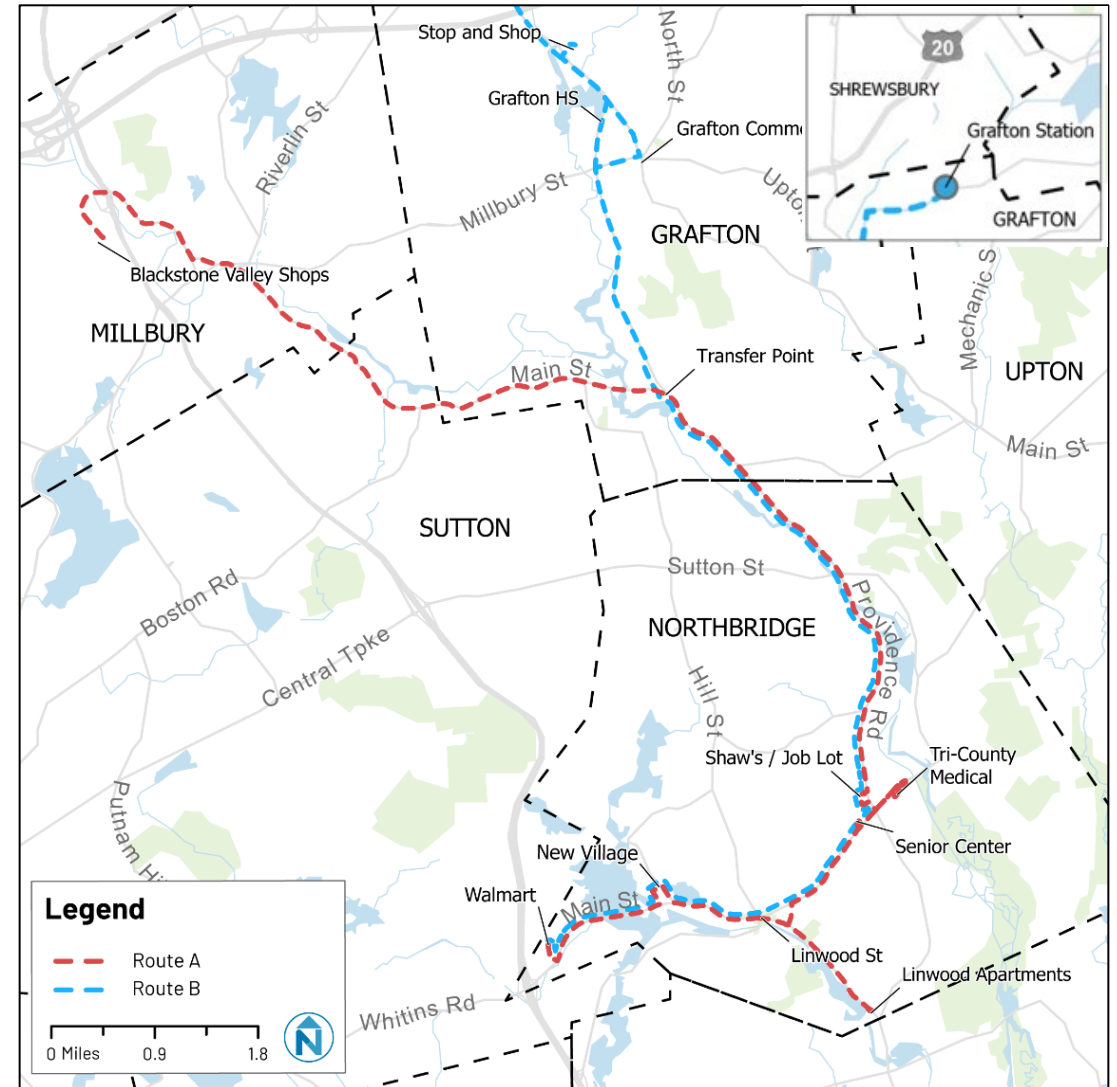 Stop and Shop
North St
20
SHREWSBURY
Grafton Station
GRAFTON
Grafton HS
Grafton Comm
Riverlin St
Millbury St
Upton
GRAFTON
Blackstone Valley Shops
MILLBURY
Mechanic S
Main St
Transfer Point
UPTON
Main St
SUTTON
Sutton St
Boston Rd
Providence Rd
NORTHBRIDGE
Central Tpke
Hill St
Shaw's / Job Lot
Tri-County
Medical
Putnam Hi
Senior Center
New Village
Walmart
Main St
Linwood St
Linwood Apartments
Whitins Rd
Legend
Route A
Route B
0 Miles
0.9
1.8
N